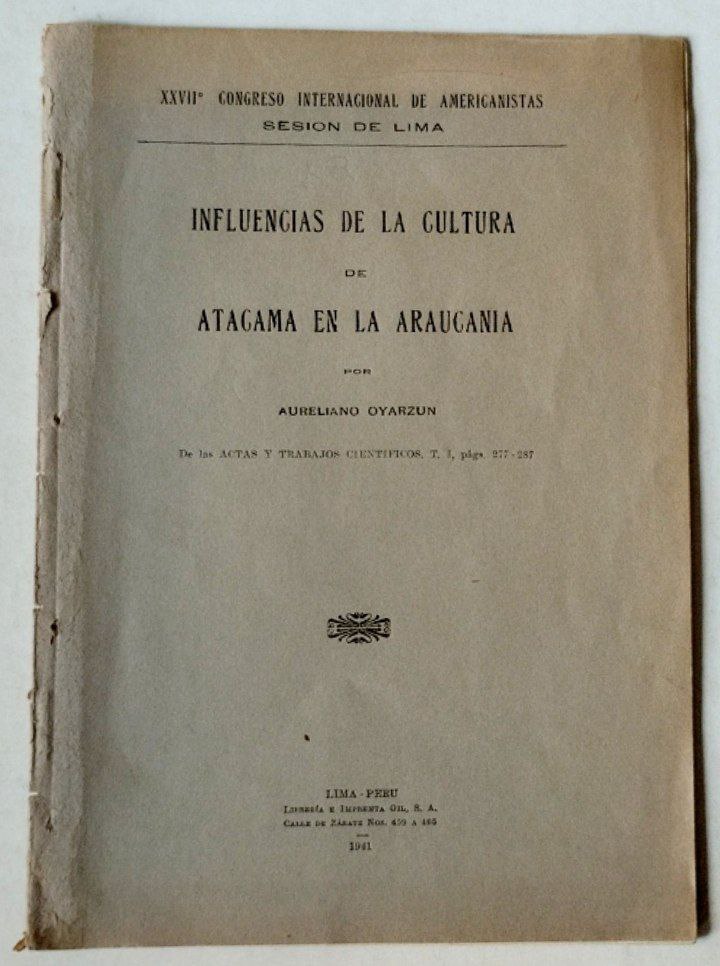 XXVII° CONGRESO INTERNACIONAL DE AMERICANISTAS
SESION DE LIMA
INFLUENCIAS DE LA CULTURA
DE
ATACAMA EN LA ARAUCANIA
POR
AURELIANO OYARZUN
De las ACTAS Y TRABAJOS CIENTIFICOS, T. I, págs. 277-287
LIMA - PERU
LIBRERÍA E IMPRENTA GIL, S. A.
CALLE DE ZÁRATE NOS. 459 A 465
1941